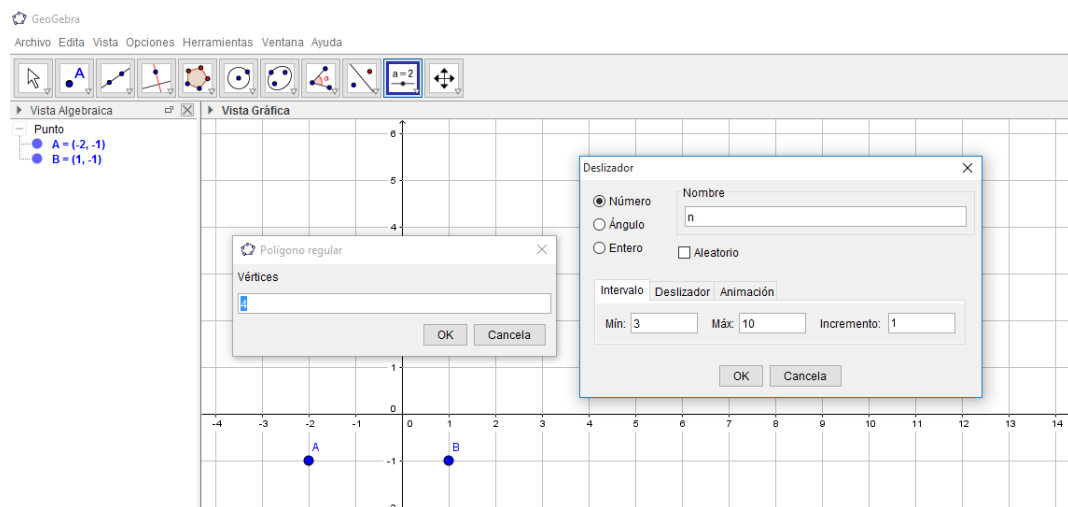 GeoGebra
Archivo Edita Vista Opciones Herramientas Ventana Ayuda
A
α
a = 2
Vista Algebraica
Vista Gráfica
Punto
A = (-2, -1)
B = (1, -1)
6
5
4
1
0
-1
-2
-4 -3 -2 -1 0 1 2 3 4 5 6 7 8 9 10 11 12 13 14
A
B
Polígono regular
Vértices
4
OK Cancela
Deslizador
Número
Ángulo
Entero
Nombre
n
Aleatorio
Intervalo Deslizador Animación
Mín: 3 Máx: 10 Incremento: 1
OK Cancela